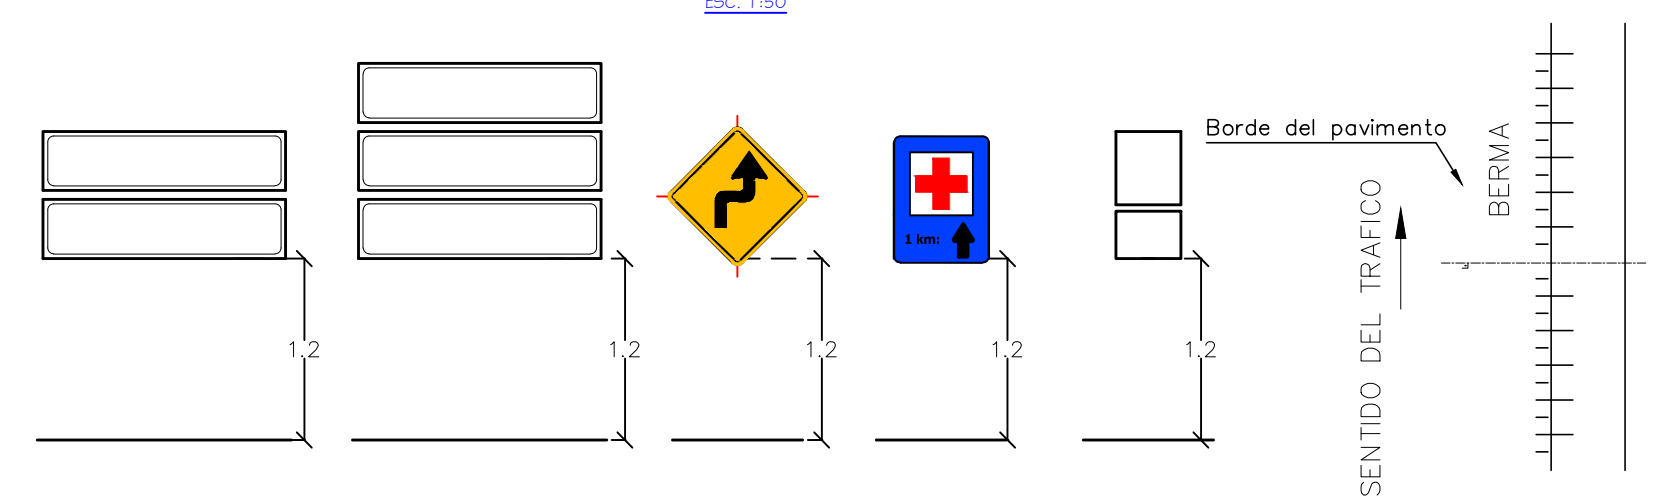 ESC. 1:50
Borde del pavimento
BERMA
SENTIDO DEL TRAFICO
1 km:
1.2
1.2
1.2
1.2
1.2